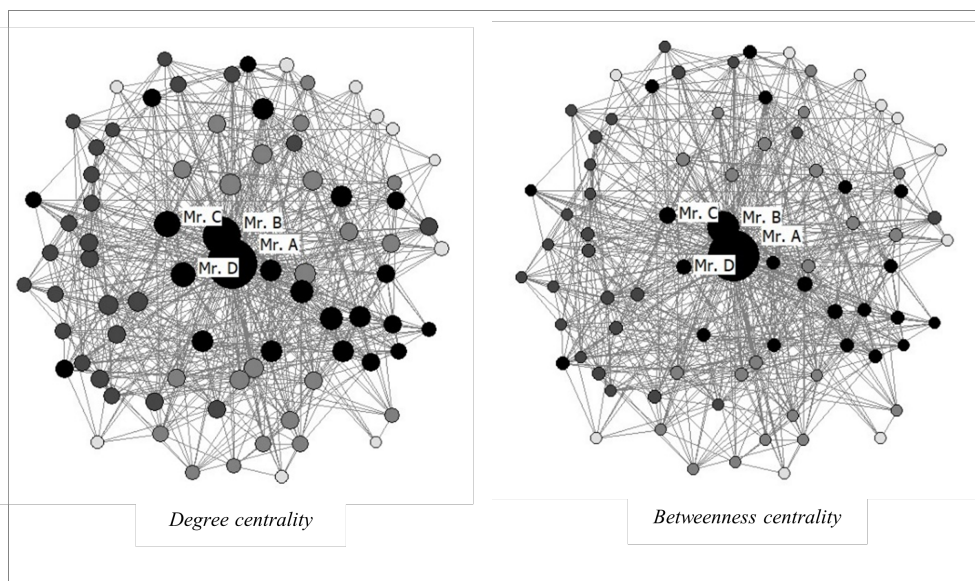 Mr. C
Mr. B
Mr. A
Mr. D
Mr. C
Mr. B
Mr. A
Mr. D
Degree centrality
Betweenness centrality